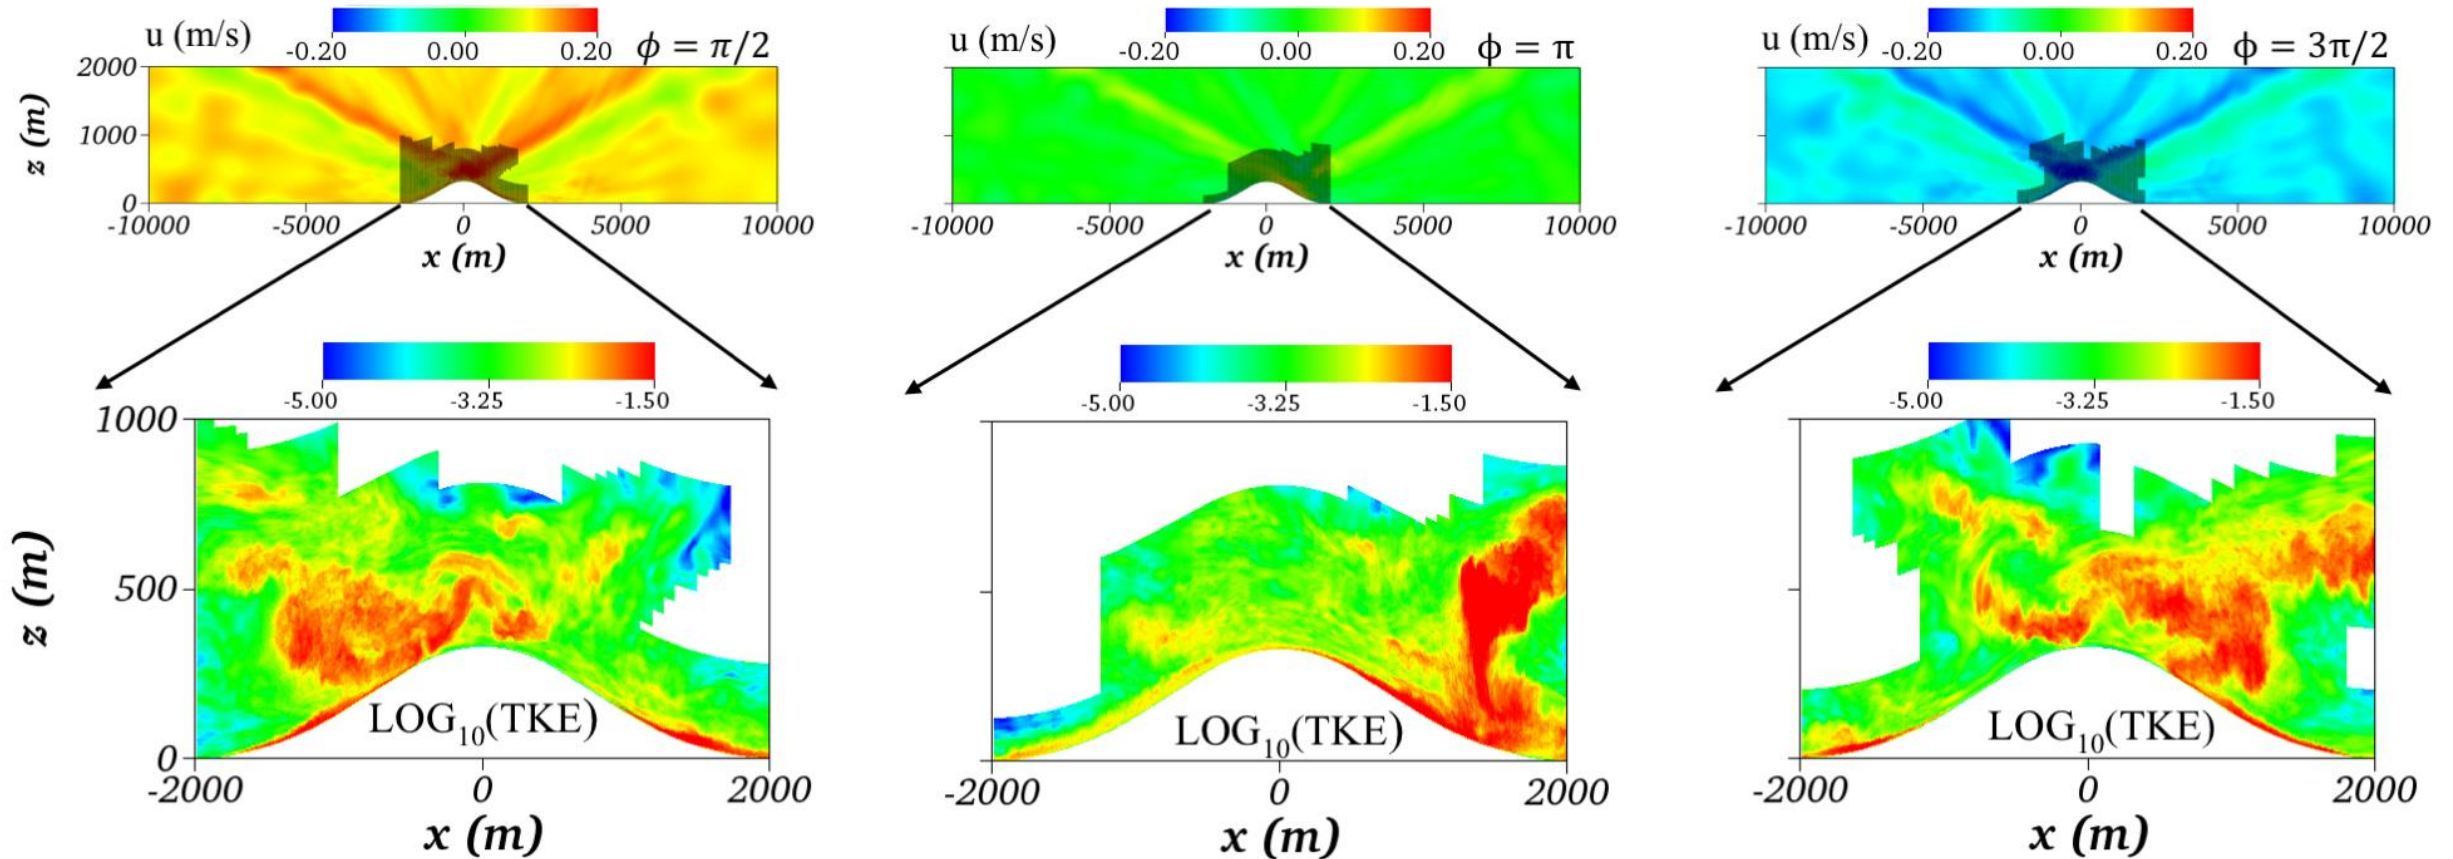 u (m/s) -0.20 0.00 0.20 ϕ = π/2
2000
1000
0
z (m)
-10000 -5000 0 5000 10000
x (m)
u (m/s) -0.20 0.00 0.20 ϕ = π
-10000 -5000 0 5000 10000
x (m)
u (m/s) -0.20 0.00 0.20 ϕ = 3π/2
-10000 -5000 0 5000 10000
x (m)
-5.00 -3.25 -1.50
1000
500
0
z (m)
LOG₁₀(TKE)
-2000 0 2000
x (m)
-5.00 -3.25 -1.50
LOG₁₀(TKE)
-2000 0 2000
x (m)
-5.00 -3.25 -1.50
LOG₁₀(TKE)
-2000 0 2000
x (m)